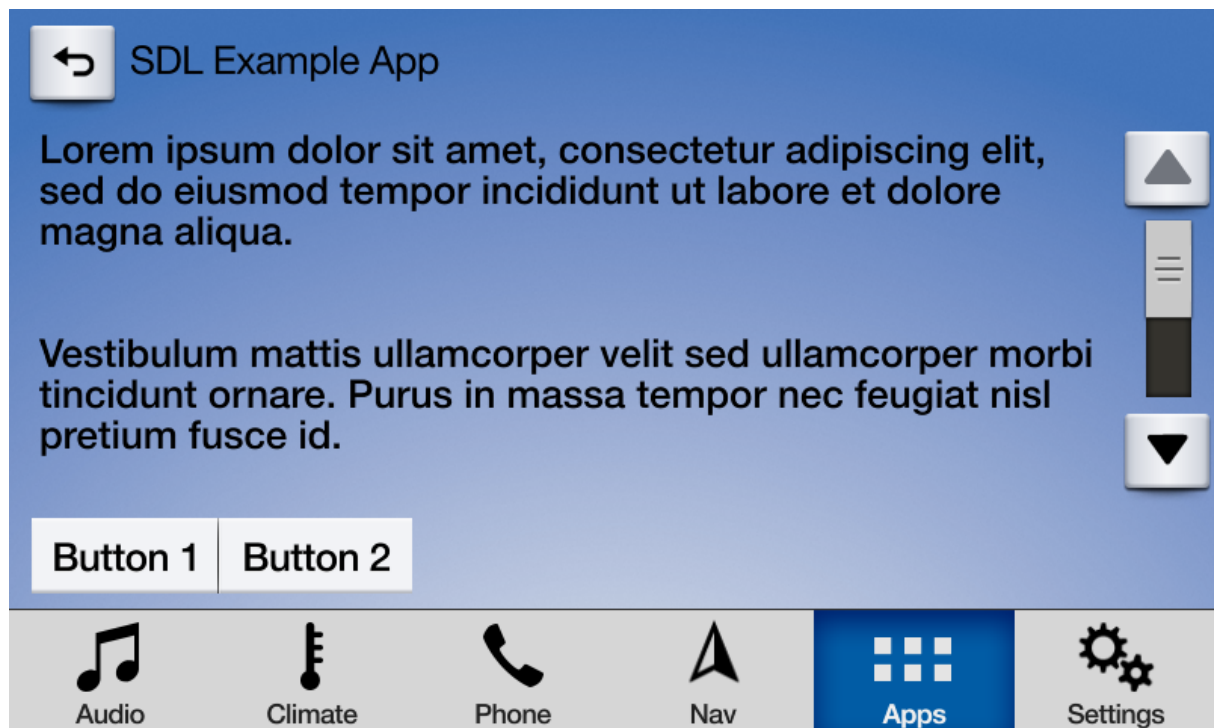 SDL Example App
Lorem ipsum dolor sit amet, consectetur adipiscing elit,
sed do eiusmod tempor incididunt ut labore et dolore
magna aliqua.
Vestibulum mattis ullamcorper velit sed ullamcorper morbi
tincidunt ornare. Purus in massa tempor nec feugiat nisl
pretium fusce id.
Button 1 Button 2
Audio Climate Phone Nav Apps Settings